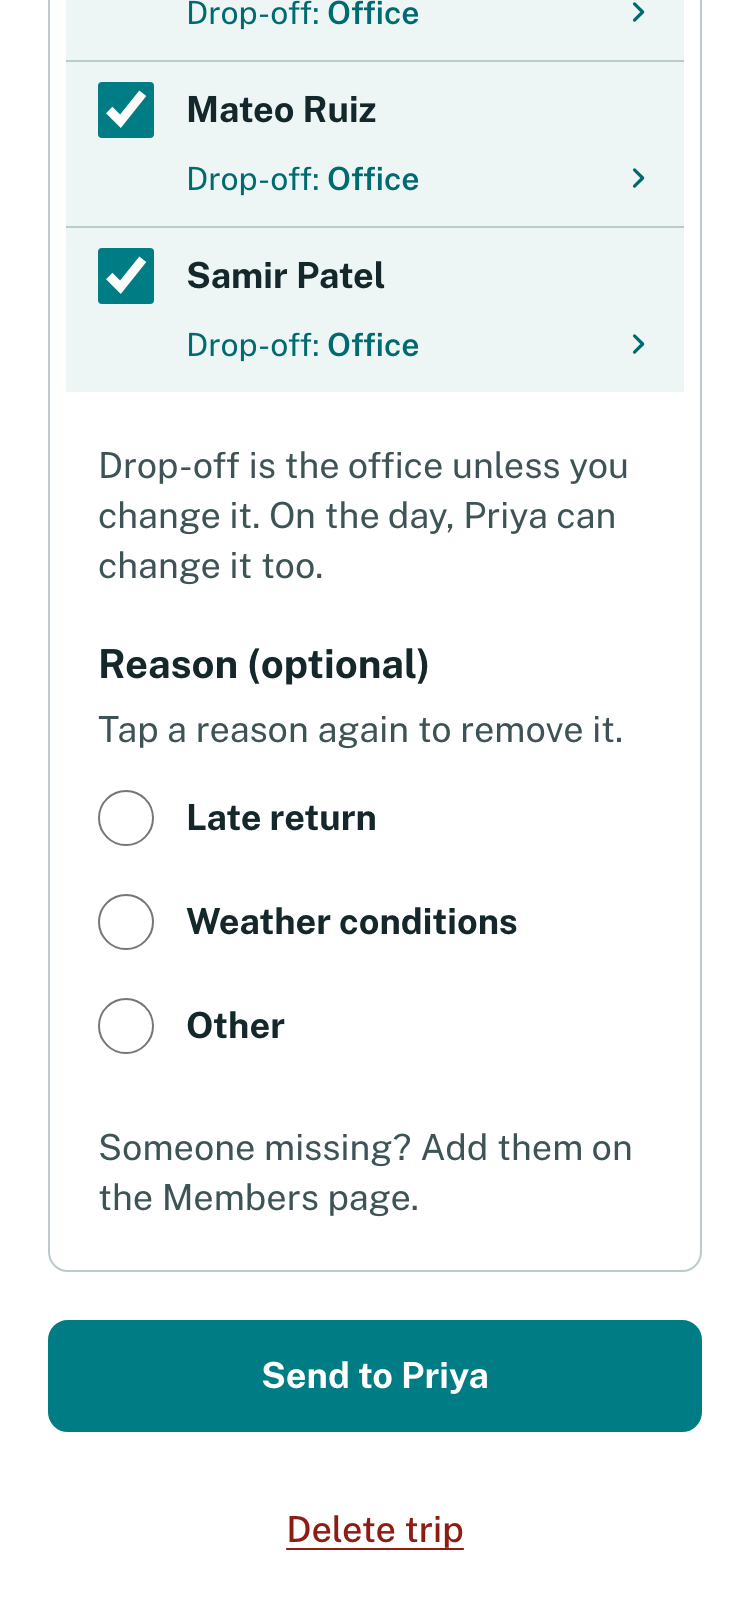 Drop-off: Office
Mateo Ruiz
Drop-off: Office
Samir Patel
Drop-off: Office
Drop-off is the office unless you
change it. On the day, Priya can
change it too.
Reason (optional)
Tap a reason again to remove it.
Late return
Weather conditions
Other
Someone missing? Add them on
the Members page.
Send to Priya
Delete trip